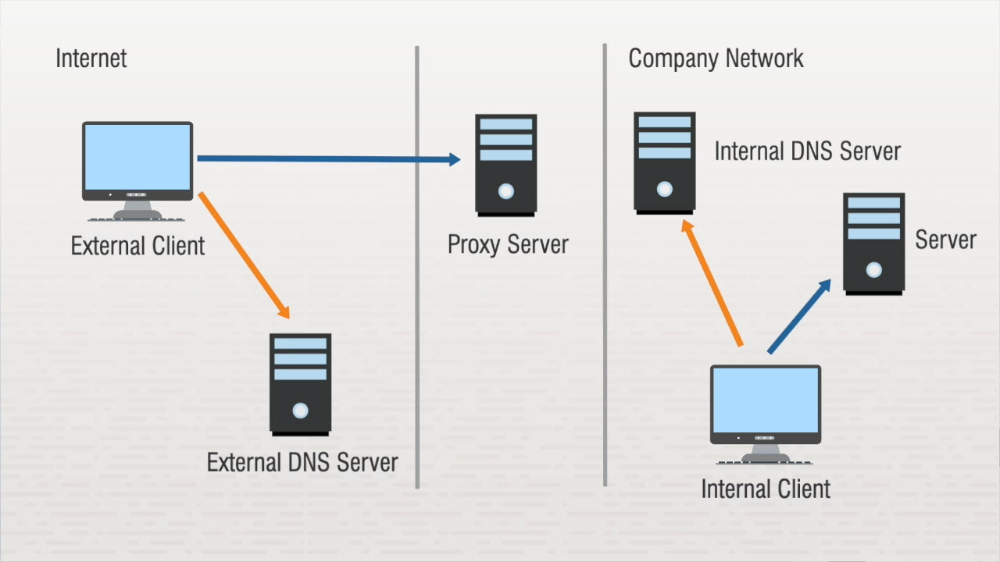 Internet
Company Network
Internal DNS Server
Server
External Client
Proxy Server
External DNS Server
Internal Client